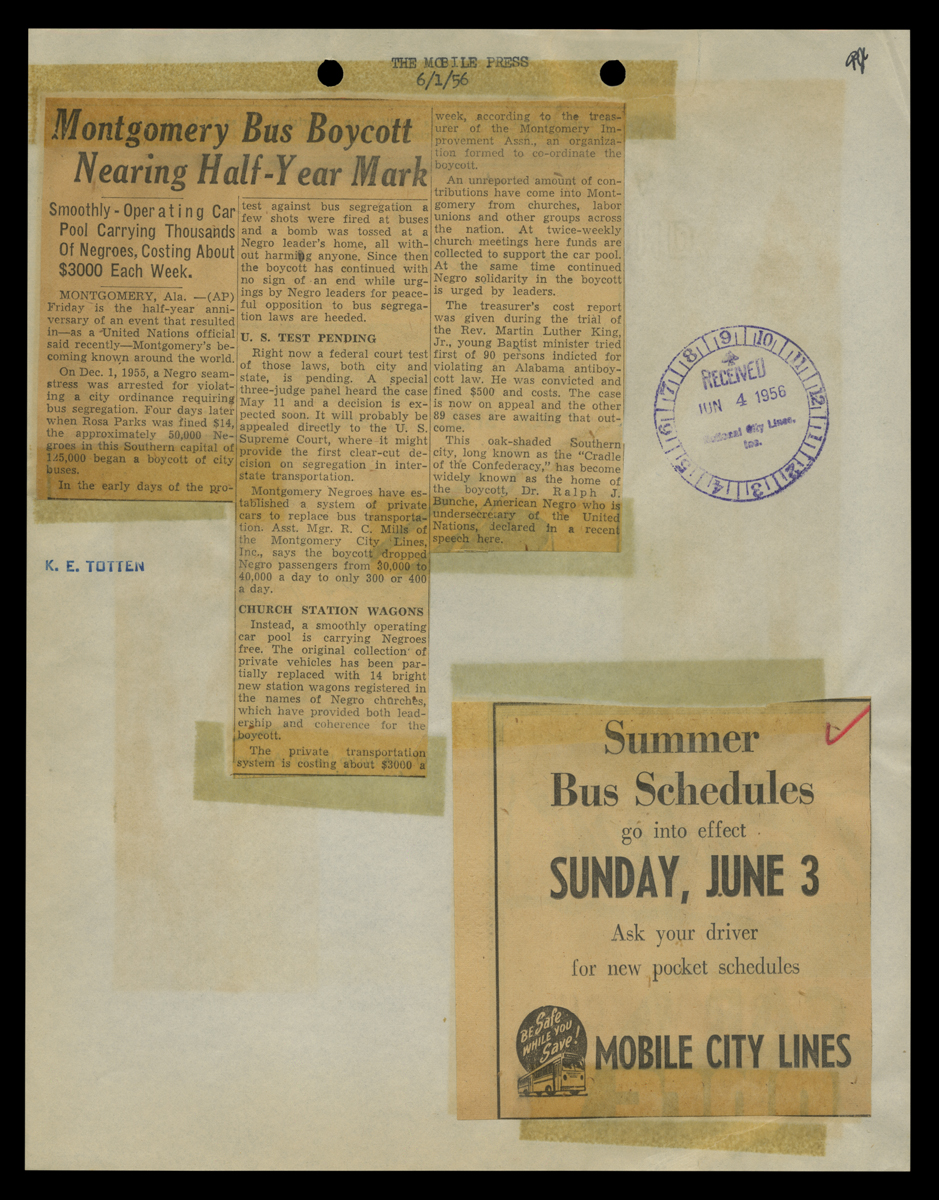 THE MOBILE PRESS
6/1/56
Montgomery Bus Boycott
Nearing Half-Year Mark
Smoothly-Operating Car
Pool Carrying Thousands
Of Negroes, Costing About
$3000 Each Week.
MONTGOMERY, Ala. —(AP)
Friday is the half-year anni-
versary of an event that resulted
in—as a United Nations official
said recently—Montgomery's be-
coming known around the world.
On Dec. 1, 1955, a Negro seam-
stress was arrested for violat-
ing a city ordinance requiring
bus segregation. Four days later
when Rosa Parks was fined $14,
the approximately 50,000 Ne-
groes in this Southern capital of
125,000 began a boycott of city
buses.
In the early days of the pro-
test against bus segregation a
few shots were fired at buses
and a bomb was tossed at a
Negro leader's home, all with-
out harming anyone. Since then
the boycott has continued with
no sign of an end while urg-
ings by Negro leaders for peace-
ful opposition to bus segrega-
tion laws are heeded.
U. S. TEST PENDING
Right now a federal court test
of those laws, both city and
state, is pending. A special
three-judge panel heard the case
May 11 and a decision is ex-
pected soon. It will probably be
appealed directly to the U. S.
Supreme Court, where it might
provide the first clear-cut de-
cision on segregation in inter-
state transportation.
Montgomery Negroes have es-
tablished a system of private
cars to replace bus transporta-
tion. Asst. Mgr. R. C. Mills of
the Montgomery City Lines,
Inc., says the boycott dropped
Negro passengers from 30,000 to
40,000 a day to only 300 or 400
a day.
CHURCH STATION WAGONS
Instead, a smoothly operating
car pool is carrying Negroes
free. The original collection of
private vehicles has been par-
tially replaced with 14 bright
new station wagons registered in
the names of Negro churches,
which have provided both lead-
ership and coherence for the
boycott.
The private transportation
system is costing about $3000 a
week, according to the treas-
urer of the Montgomery Im-
provement Assn., an organiza-
tion formed to co-ordinate the
boycott.
An unreported amount of con-
tributions have come into Mont-
gomery from churches, labor
unions and other groups across
the nation. At twice-weekly
church meetings here funds are
collected to support the car pool.
At the same time continued
Negro solidarity in the boycott
is urged by leaders.
The treasurer's cost report
was given during the trial of
the Rev. Martin Luther King,
Jr., young Baptist minister tried
first of 90 persons indicted for
violating an Alabama antiboy-
cott law. He was convicted and
fined $500 and costs. The case
is now on appeal and the other
89 cases are awaiting that out-
come.
This oak-shaded Southern
city, long known as the "Cradle
of the Confederacy," has become
widely known as the home of
the boycott, Dr. Ralph J.
Bunche, American Negro who is
undersecretary of the United
Nations, declared in a recent
speech here.
K. E. TOTTEN
9 10 11 12 1 2 3 4 5 6 7 8
RECEIVED
JUN 4 1956
National City Lines,
Inc.
Summer
Bus Schedules
go into effect
SUNDAY, JUNE 3
Ask your driver
for new pocket schedules
BE Safe
WHILE YOU
Save!
MOBILE CITY LINES